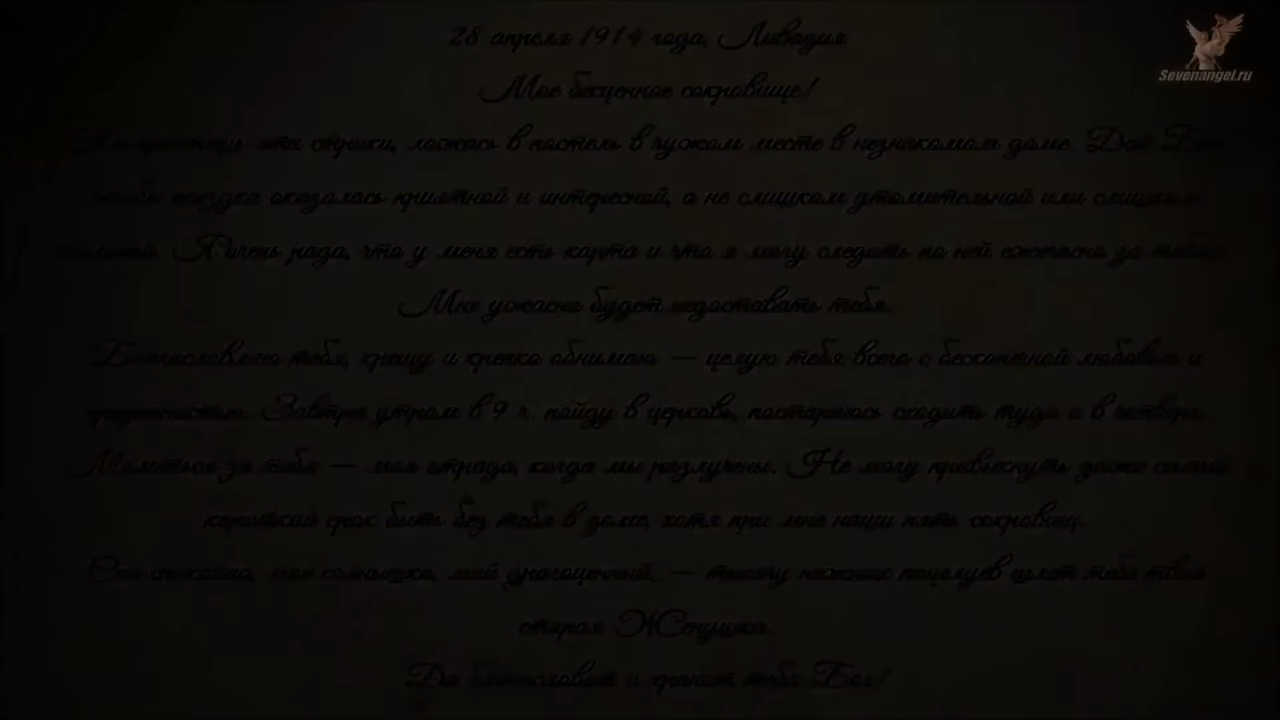 28 апреля 1914 года, Ливадия
Sevenangel.ru
Мое бесценное сокровище!
эти строки, ложась в постель в чужом месте в незнакомом доме. Дай Бог
поездка оказалась приятной и интересной, а не слишком утомительной или слишком
Я очень рада, что у меня есть карта и что я могу следить по ней ежечасно за тобой.
Мне ужасно будет недоставать тебя.
Благословляю тебя, крещу и крепко обнимаю — целую тебя всего с бесконечной любовью и
Завтра утром в 9 ч. пойду в церковь, постараюсь сходить туда и в четверг.
Молиться за тебя — моя отрада, когда мы разлучены. Не могу привыкнуть даже самый
короткий срок быть без тебя в доме, хотя при мне наши пять сокровищ.
Спи спокойно, мое солнышко, мой драгоценный, — тысячу нежных поцелуев шлет тебе твоя
старая Женушка.
Да благословит и хранит тебя Бог!